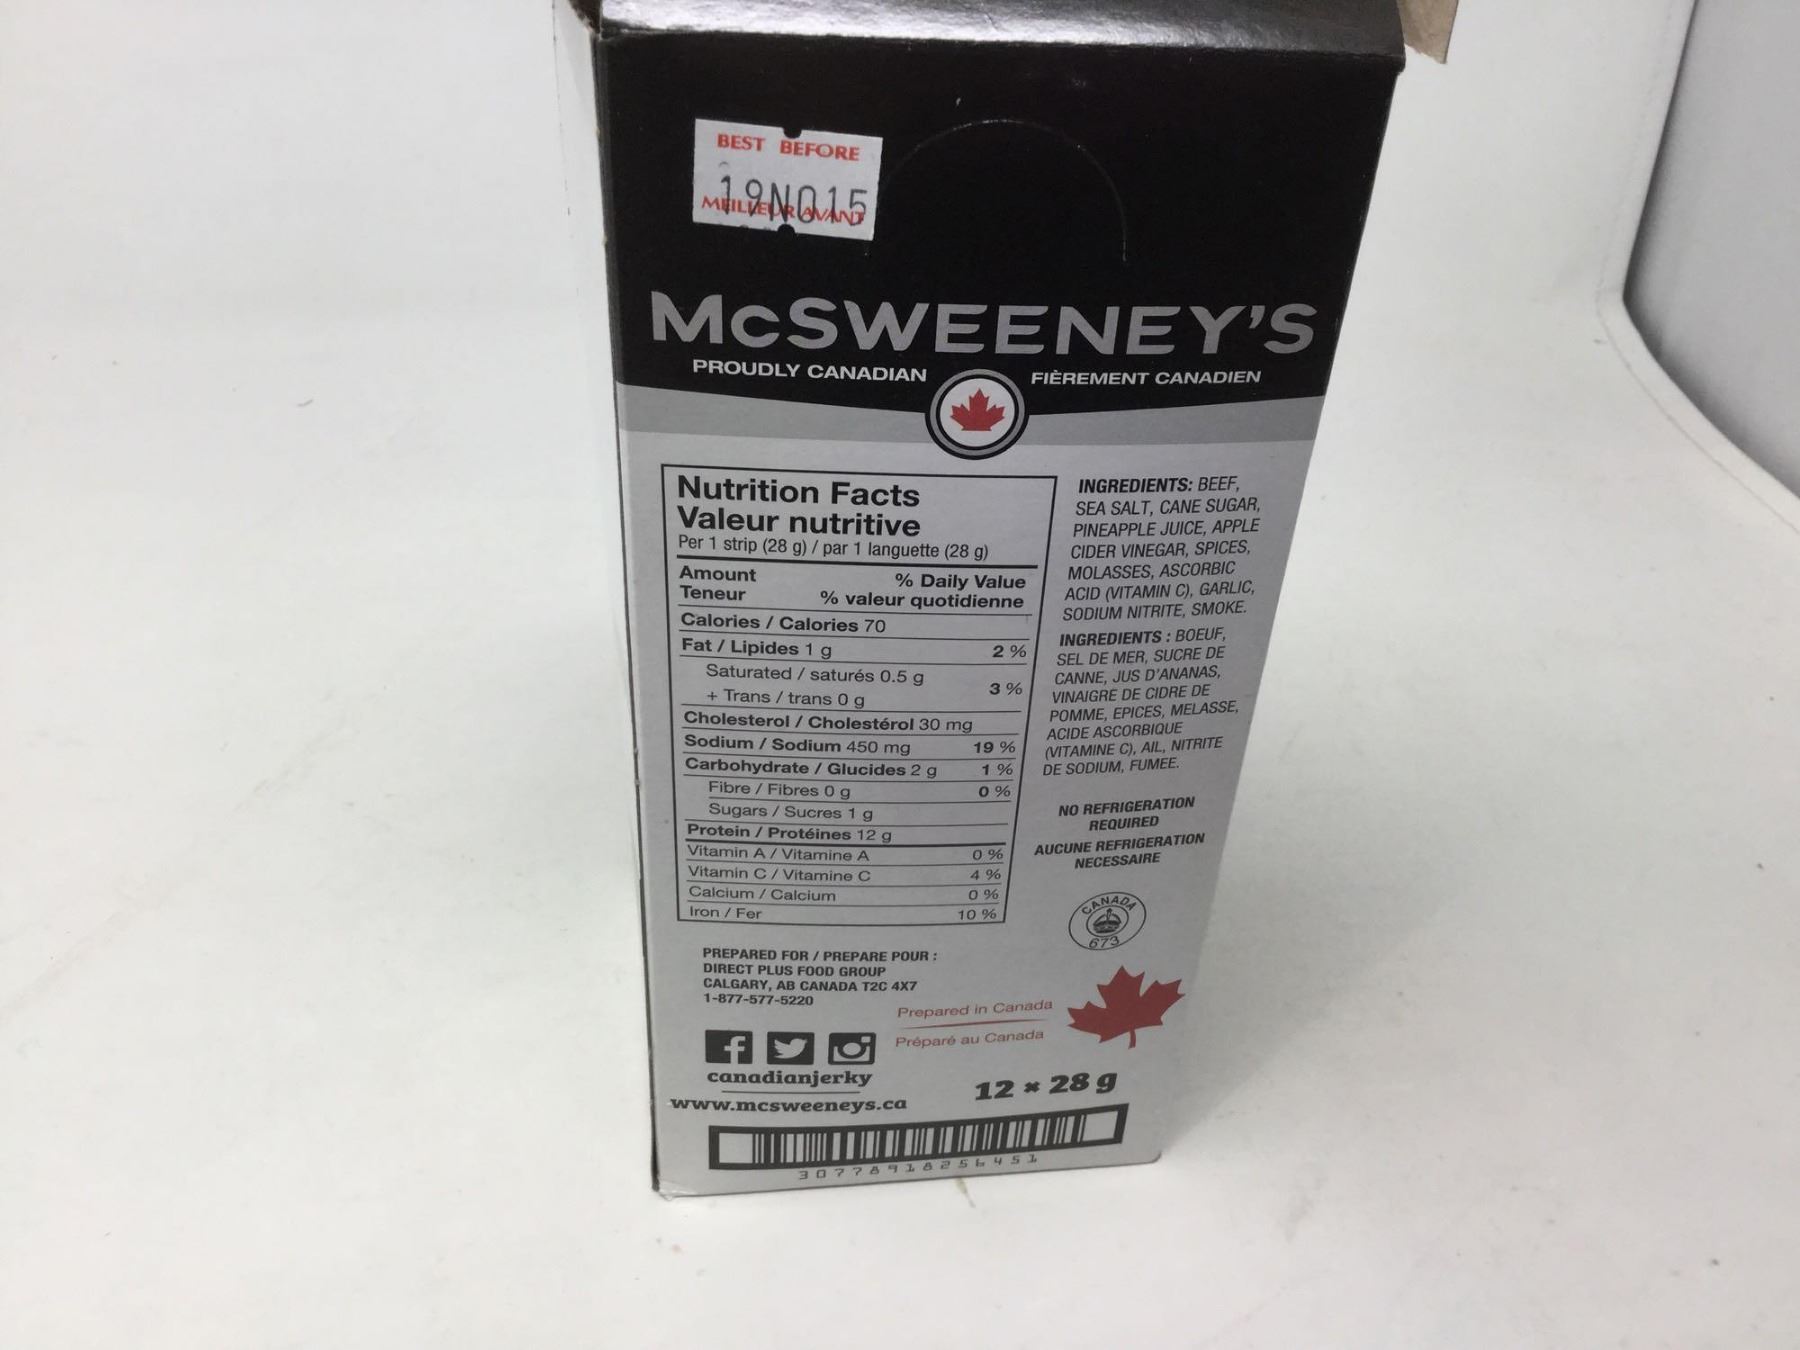 BEST BEFORE
19NO15
MEILLEUR AVANT
McSWEENEY'S
PROUDLY CANADIAN
FIÈREMENT CANADIEN
Nutrition Facts
Valeur nutritive
Per 1 strip (28 g) / par 1 languette (28 g)
Amount % Daily Value
Teneur % valeur quotidienne
Calories / Calories 70
Fat / Lipides 1 g 2 %
Saturated / saturés 0.5 g
+ Trans / trans 0 g 3 %
Cholesterol / Cholestérol 30 mg
Sodium / Sodium 450 mg 19 %
Carbohydrate / Glucides 2 g 1 %
Fibre / Fibres 0 g 0 %
Sugars / Sucres 1 g
Protein / Protéines 12 g
Vitamin A / Vitamine A 0 %
Vitamin C / Vitamine C 4 %
Calcium / Calcium 0 %
Iron / Fer 10 %
INGREDIENTS: BEEF,
SEA SALT, CANE SUGAR,
PINEAPPLE JUICE, APPLE
CIDER VINEGAR, SPICES,
MOLASSES, ASCORBIC
ACID (VITAMIN C), GARLIC,
SODIUM NITRITE, SMOKE.
INGREDIENTS : BOEUF,
SEL DE MER, SUCRE DE
CANNE, JUS D'ANANAS,
VINAIGRE DE CIDRE DE
POMME, EPICES, MELASSE,
ACIDE ASCORBIQUE
(VITAMINE C), AIL, NITRITE
DE SODIUM, FUMEE.
NO REFRIGERATION
REQUIRED
AUCUNE REFRIGERATION
NECESSAIRE
CANADA
673
PREPARED FOR / PREPARE POUR :
DIRECT PLUS FOOD GROUP
CALGARY, AB CANADA T2C 4X7
1-877-577-5220
Prepared in Canada
Préparé au Canada
canadianjerky
www.mcsweeneys.ca
12 x 28 g
30778918256451